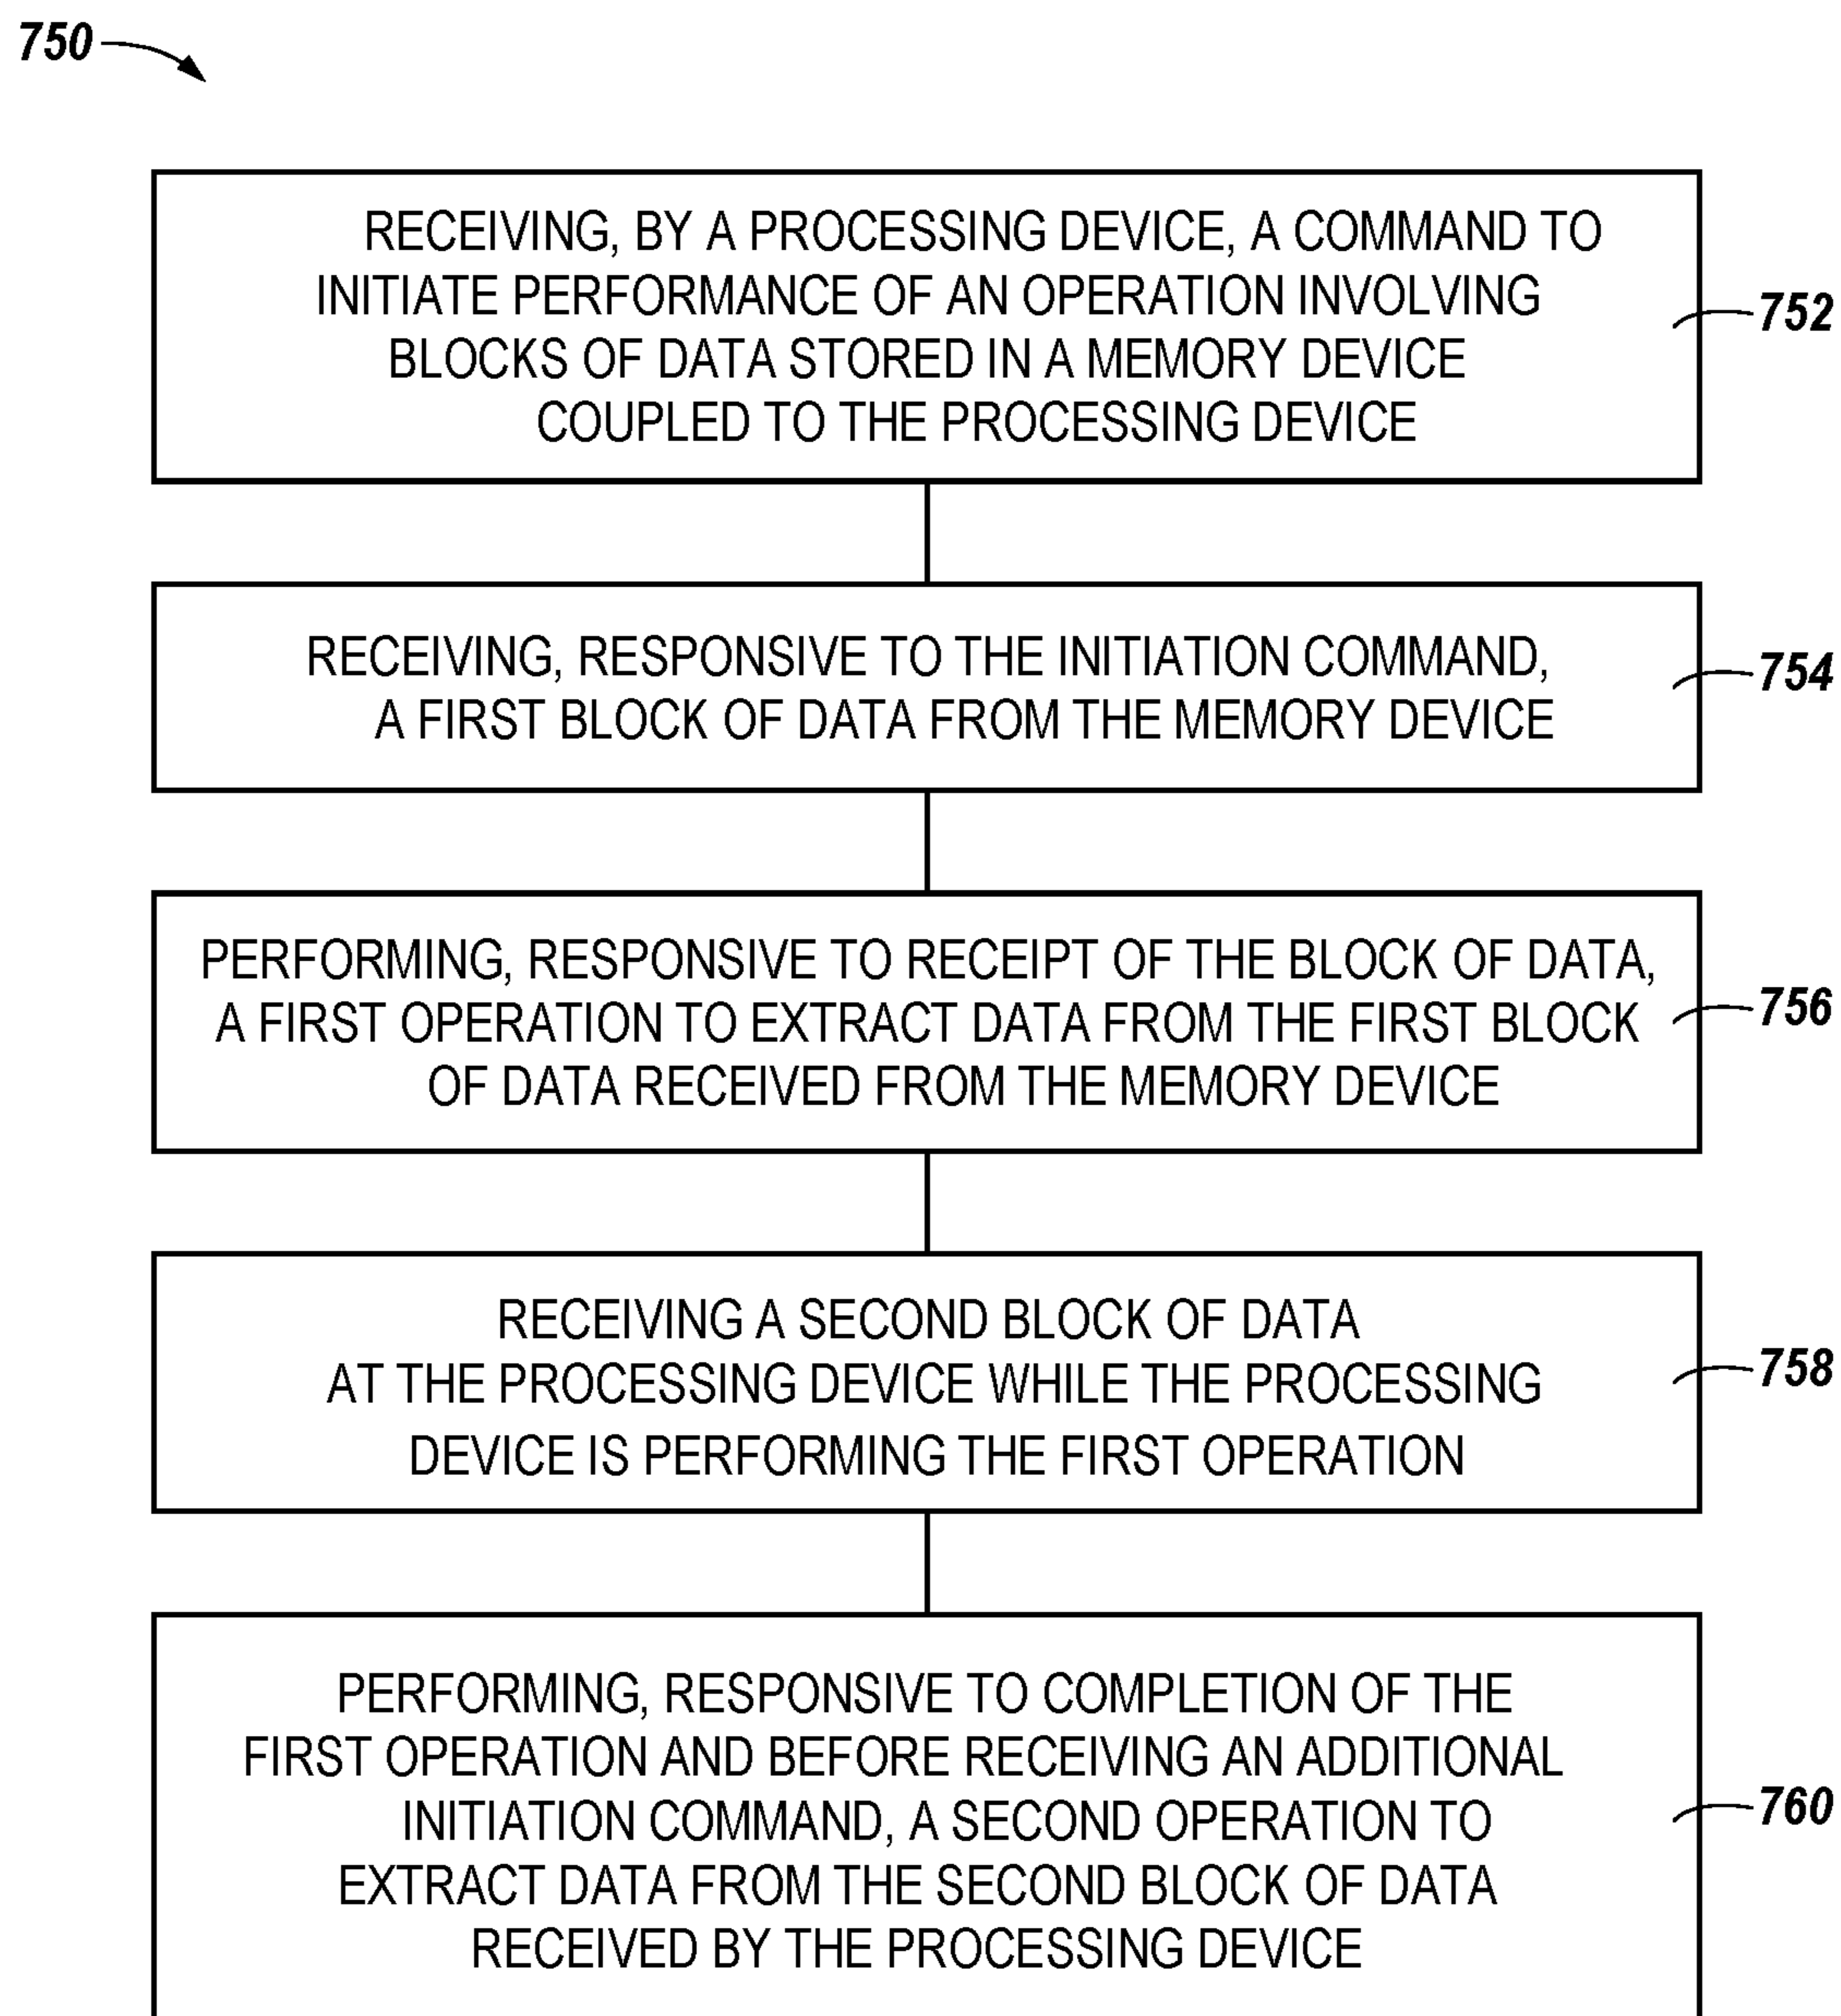 750
RECEIVING, BY A PROCESSING DEVICE, A COMMAND TO
INITIATE PERFORMANCE OF AN OPERATION INVOLVING
BLOCKS OF DATA STORED IN A MEMORY DEVICE
COUPLED TO THE PROCESSING DEVICE
752
RECEIVING, RESPONSIVE TO THE INITIATION COMMAND,
A FIRST BLOCK OF DATA FROM THE MEMORY DEVICE
754
PERFORMING, RESPONSIVE TO RECEIPT OF THE BLOCK OF DATA,
A FIRST OPERATION TO EXTRACT DATA FROM THE FIRST BLOCK
OF DATA RECEIVED FROM THE MEMORY DEVICE
756
RECEIVING A SECOND BLOCK OF DATA
AT THE PROCESSING DEVICE WHILE THE PROCESSING
DEVICE IS PERFORMING THE FIRST OPERATION
758
PERFORMING, RESPONSIVE TO COMPLETION OF THE
FIRST OPERATION AND BEFORE RECEIVING AN ADDITIONAL
INITIATION COMMAND, A SECOND OPERATION TO
EXTRACT DATA FROM THE SECOND BLOCK OF DATA
RECEIVED BY THE PROCESSING DEVICE
760